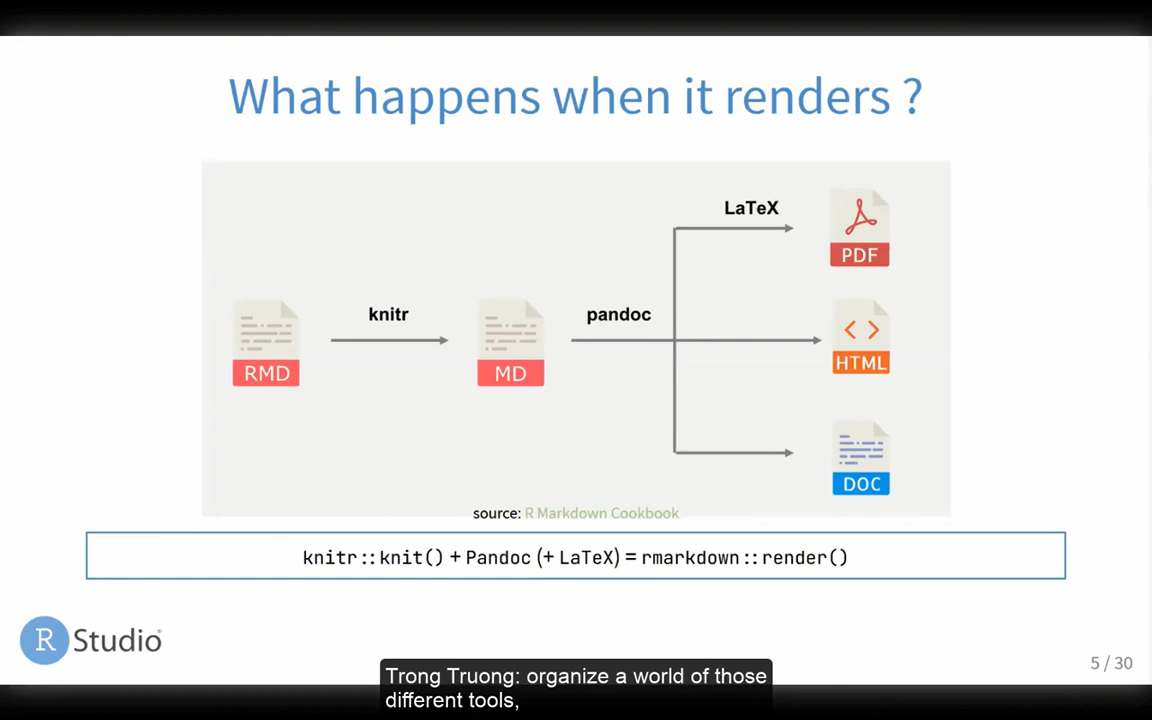 What happens when it renders ?
LaTeX
PDF
knitr
pandoc
RMD
MD
HTML
DOC
source: R Markdown Cookbook
knitr::knit() + Pandoc (+ LaTeX) = rmarkdown::render()
R Studio
5 / 30
Trong Truong: organize a world of those
different tools,